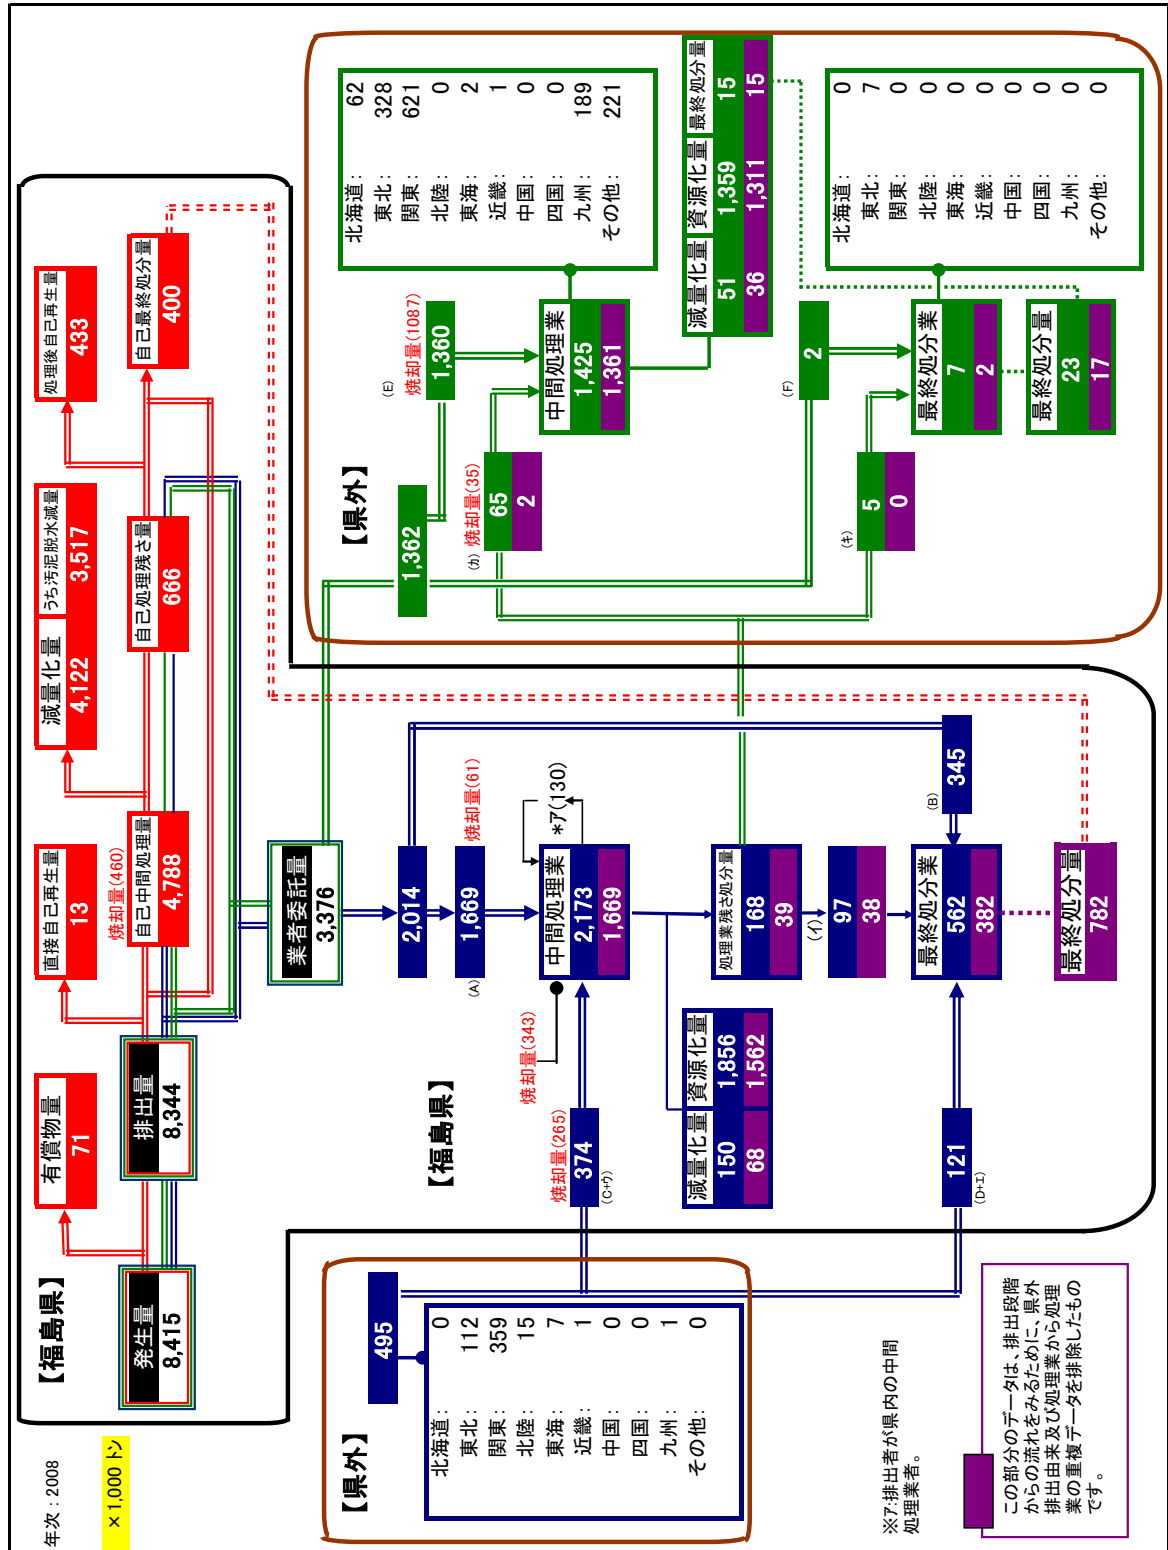 年次：2008
×1,000 トン
【福島県】
発生量
8,415
有償物量
71
排出量
8,344
直接自己再生量
13
焼却量(460)
自己中間処理量
4,788
減量化量
4,122
うち汚泥脱水減量
3,517
自己処理残さ量
666
処理後自己再生量
433
自己最終処分量
400
業者委託量
3,376
【県外】
495
北海道： 0
東北： 112
関東： 359
北陸： 15
東海： 7
近畿： 1
中国： 0
四国： 0
九州： 1
その他： 0
【福島県】
2,014
(A)
1,669
焼却量(61)
焼却量(265)
374
(C+ウ)
焼却量(343)
中間処理業
2,173
1,669
*ア(130)
減量化量
150
68
資源化量
1,856
1,562
処理業残さ処分量
168
39
(イ)
97
38
(B)
345
121
(D+エ)
最終処分業
562
382
最終処分量
782
【県外】
1,362
(E)
焼却量(1087)
1,360
(カ)
焼却量(35)
65
2
中間処理業
1,425
1,361
北海道： 62
東北： 328
関東： 621
北陸： 0
東海： 2
近畿： 1
中国： 0
四国： 0
九州： 189
その他： 221
減量化量
51
36
資源化量
1,359
1,311
最終処分量
15
15
(F)
2
(キ)
5
0
最終処分業
7
2
最終処分量
23
17
北海道： 0
東北： 7
関東： 0
北陸： 0
東海： 0
近畿： 0
中国： 0
四国： 0
九州： 0
その他： 0
※ア:排出者が県内の中間
処理業者。
この部分のデータは、排出段階
からの流れをみるために、県外
排出由来及び処理業から処理
業の重複データを排除したもの
です。